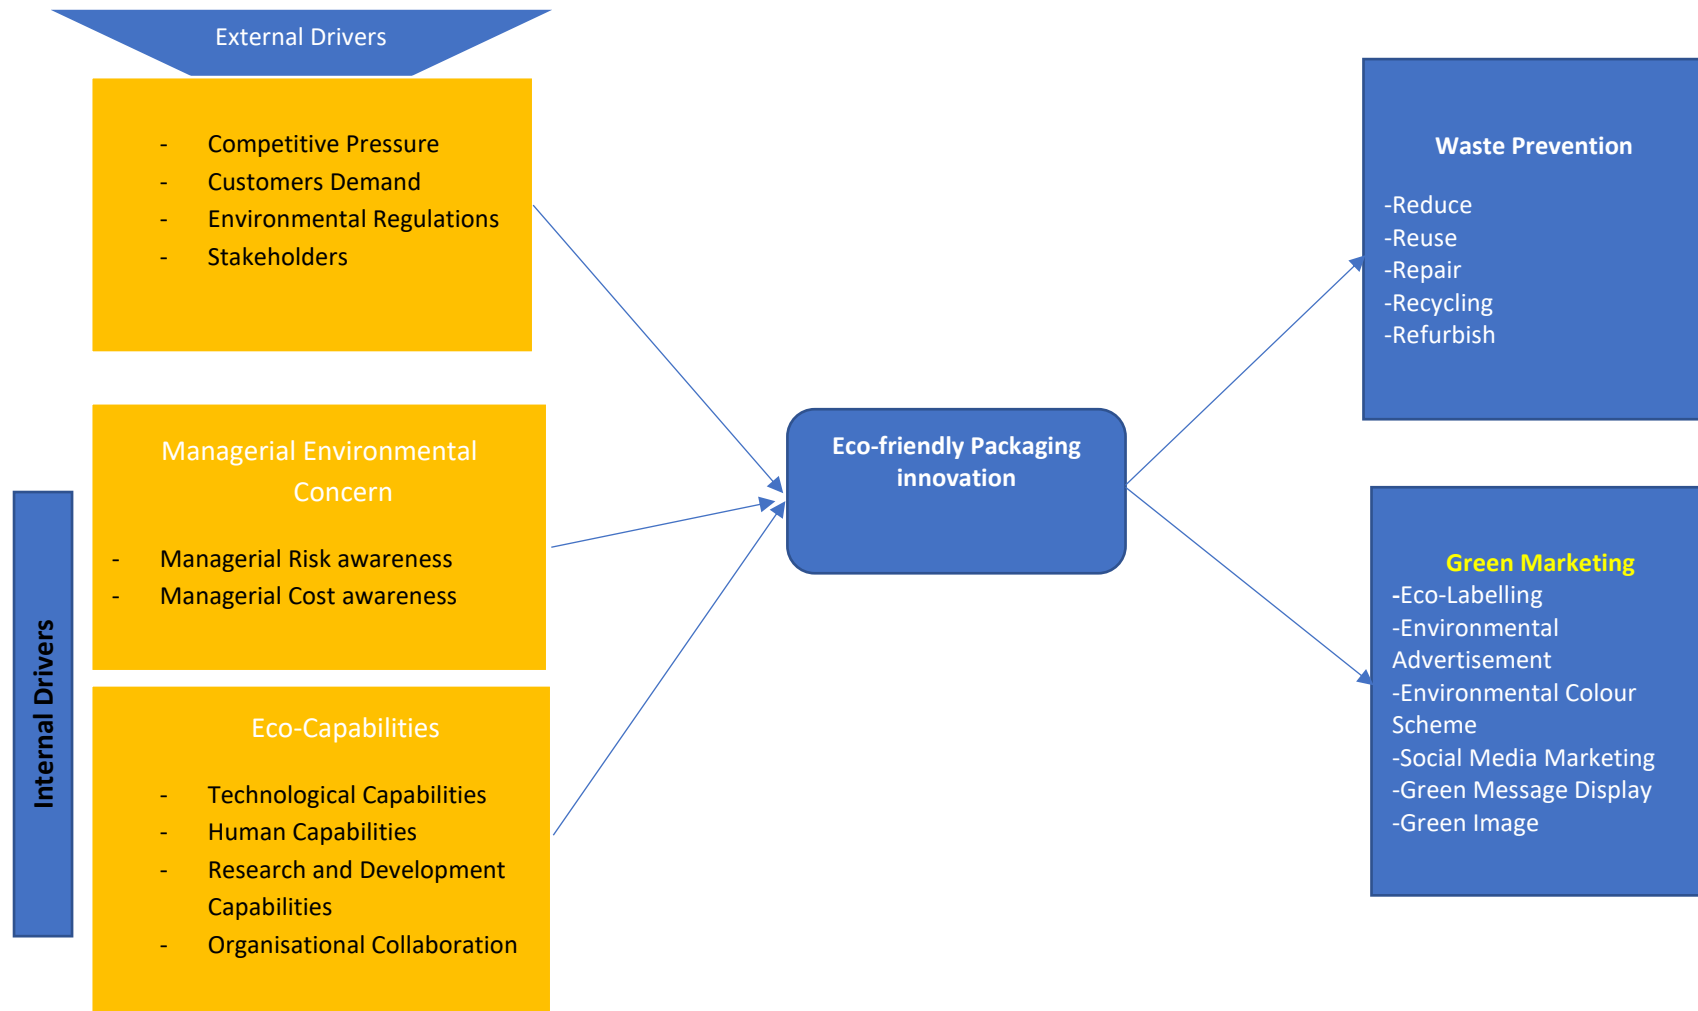 External Drivers
- Competitive Pressure
- Customers Demand
- Environmental Regulations
- Stakeholders
Internal Drivers
Managerial Environmental
Concern
- Managerial Risk awareness
- Managerial Cost awareness
Eco-Capabilities
- Technological Capabilities
- Human Capabilities
- Research and Development
Capabilities
- Organisational Collaboration
Eco-friendly Packaging
innovation
Waste Prevention
-Reduce
-Reuse
-Repair
-Recycling
-Refurbish
Green Marketing
-Eco-Labelling
-Environmental
Advertisement
-Environmental Colour
Scheme
-Social Media Marketing
-Green Message Display
-Green Image